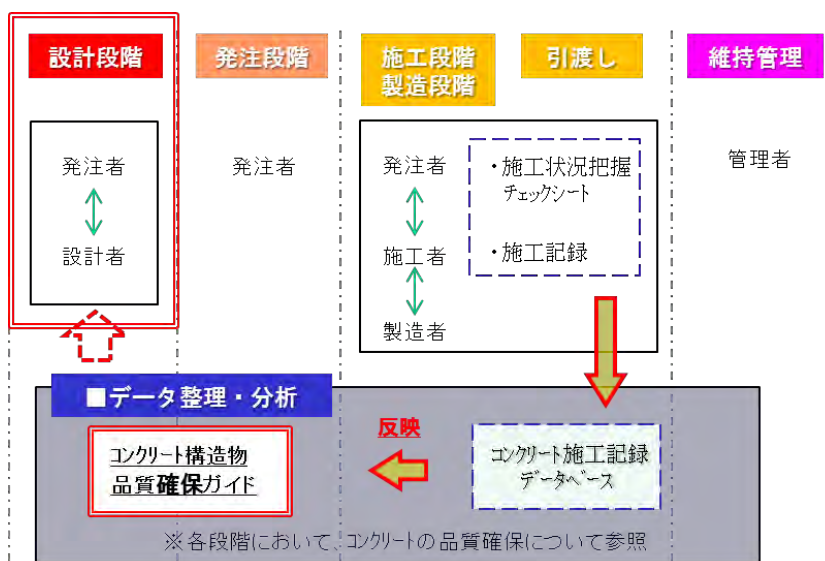 設計段階
発注段階
施工段階
製造段階
引渡し
維持管理
発注者
設計者
発注者
発注者
施工者
製造者
・施工状況把握
チェックシート
・施工記録
管理者
■データ整理・分析
コンクリート構造物
品質確保ガイド
反映
コンクリート施工記録
データベース
※各段階において、コンクリートの品質確保について参照